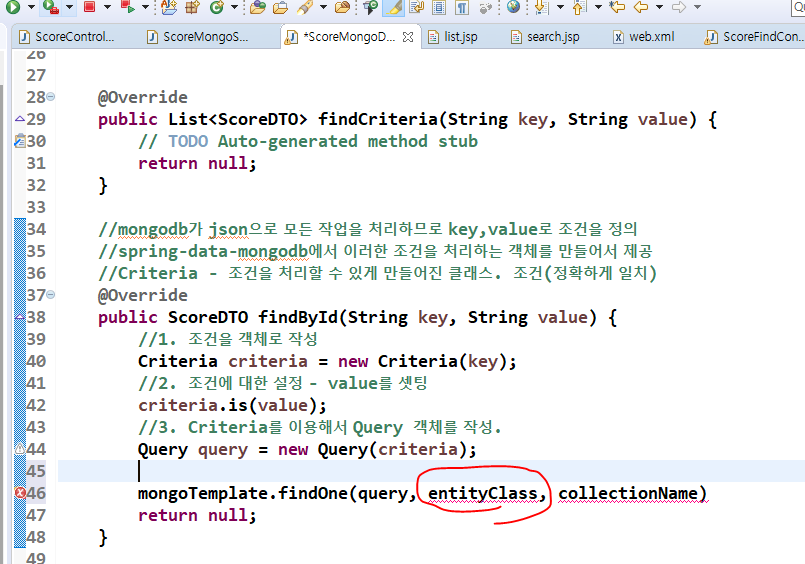 ScoreControl...
ScoreMongoS...
*ScoreMongoD...
list.jsp
search.jsp
web.xml
ScoreFindCon...
26
27
28 @Override
29 public List<ScoreDTO> findCriteria(String key, String value) {
30 // TODO Auto-generated method stub
31 return null;
32 }
33
34 //mongodb가 json으로 모든 작업을 처리하므로 key,value로 조건을 정의
35 //spring-data-mongodb에서 이러한 조건을 처리하는 객체를 만들어서 제공
36 //Criteria - 조건을 처리할 수 있게 만들어진 클래스. 조건(정확하게 일치)
37 @Override
38 public ScoreDTO findById(String key, String value) {
39 //1. 조건을 객체로 작성
40 Criteria criteria = new Criteria(key);
41 //2. 조건에 대한 설정 - value를 셋팅
42 criteria.is(value);
43 //3. Criteria를 이용해서 Query 객체를 작성.
44 Query query = new Query(criteria);
45
46 mongoTemplate.findOne(query, entityClass, collectionName)
47 return null;
48 }
49